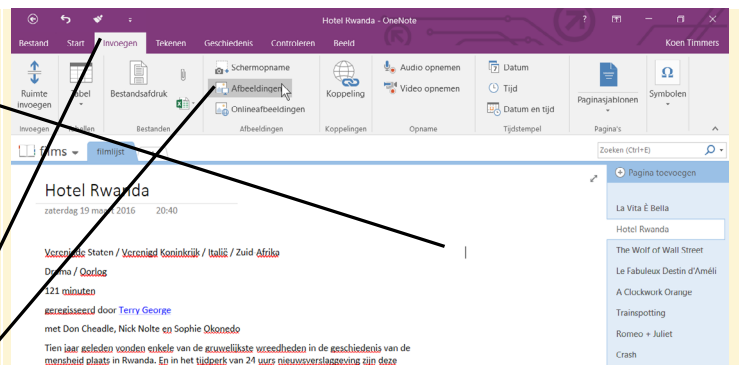 Hotel Rwanda - OneNote
Bestand Start Invoegen Tekenen Geschiedenis Controleren Beeld Koen Timmers
Ruimte invoegen
Tabel
Bestandsafdruk
Schermopname
Afbeeldingen
Onlineafbeeldingen
Koppeling
Audio opnemen
Video opnemen
Datum
Tijd
Datum en tijd
Paginasjablonen
Symbolen
Invoegen Tabellen Bestanden Afbeeldingen Koppelingen Opname Tijdstempel Pagina's
films filmlijst Zoeken (Ctrl+E)
Hotel Rwanda
zaterdag 19 maart 2016 20:40
Verenigde Staten / Verenigd Koninkrijk / Italië / Zuid Afrika
Drama / Oorlog
121 minuten
geregisseerd door Terry George
met Don Cheadle, Nick Nolte en Sophie Okonedo
Tien jaar geleden vonden enkele van de gruwelijkste wreedheden in de geschiedenis van de
mensheid plaats in Rwanda. En in het tijdperk van 24 uurs nieuwsverslaggeving zijn deze
Pagina toevoegen
La Vita È Bella
Hotel Rwanda
The Wolf of Wall Street
Le Fabuleux Destin d'Améli
A Clockwork Orange
Trainspotting
Romeo + Juliet
Crash